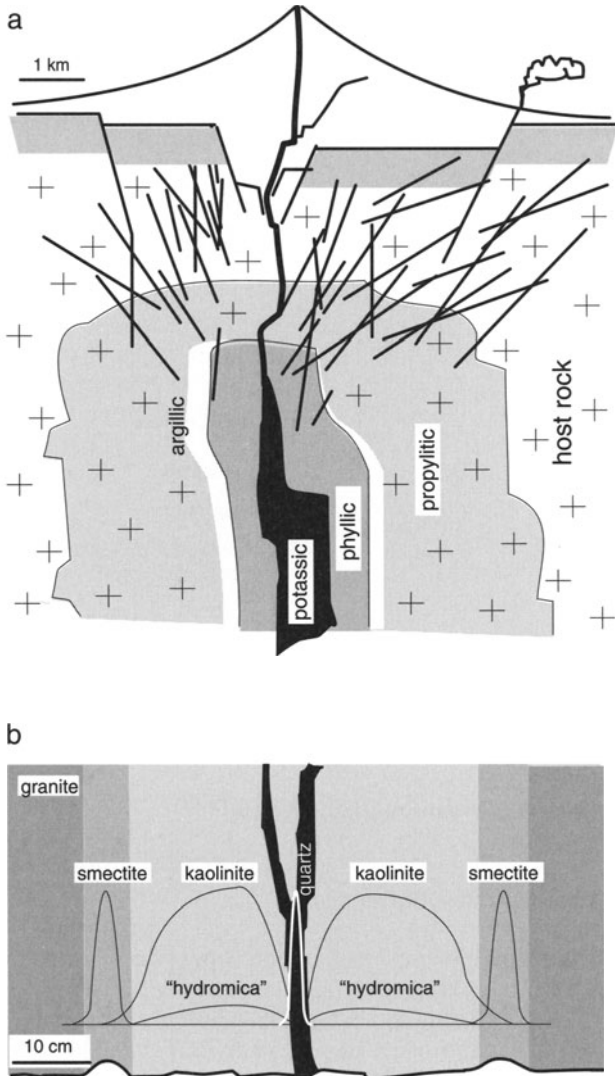 a
1 km
argillic
potassic
phyllic
propylitic
host rock
b
granite
smectite
kaolinite
quartz
kaolinite
smectite
"hydromica"
"hydromica"
10 cm